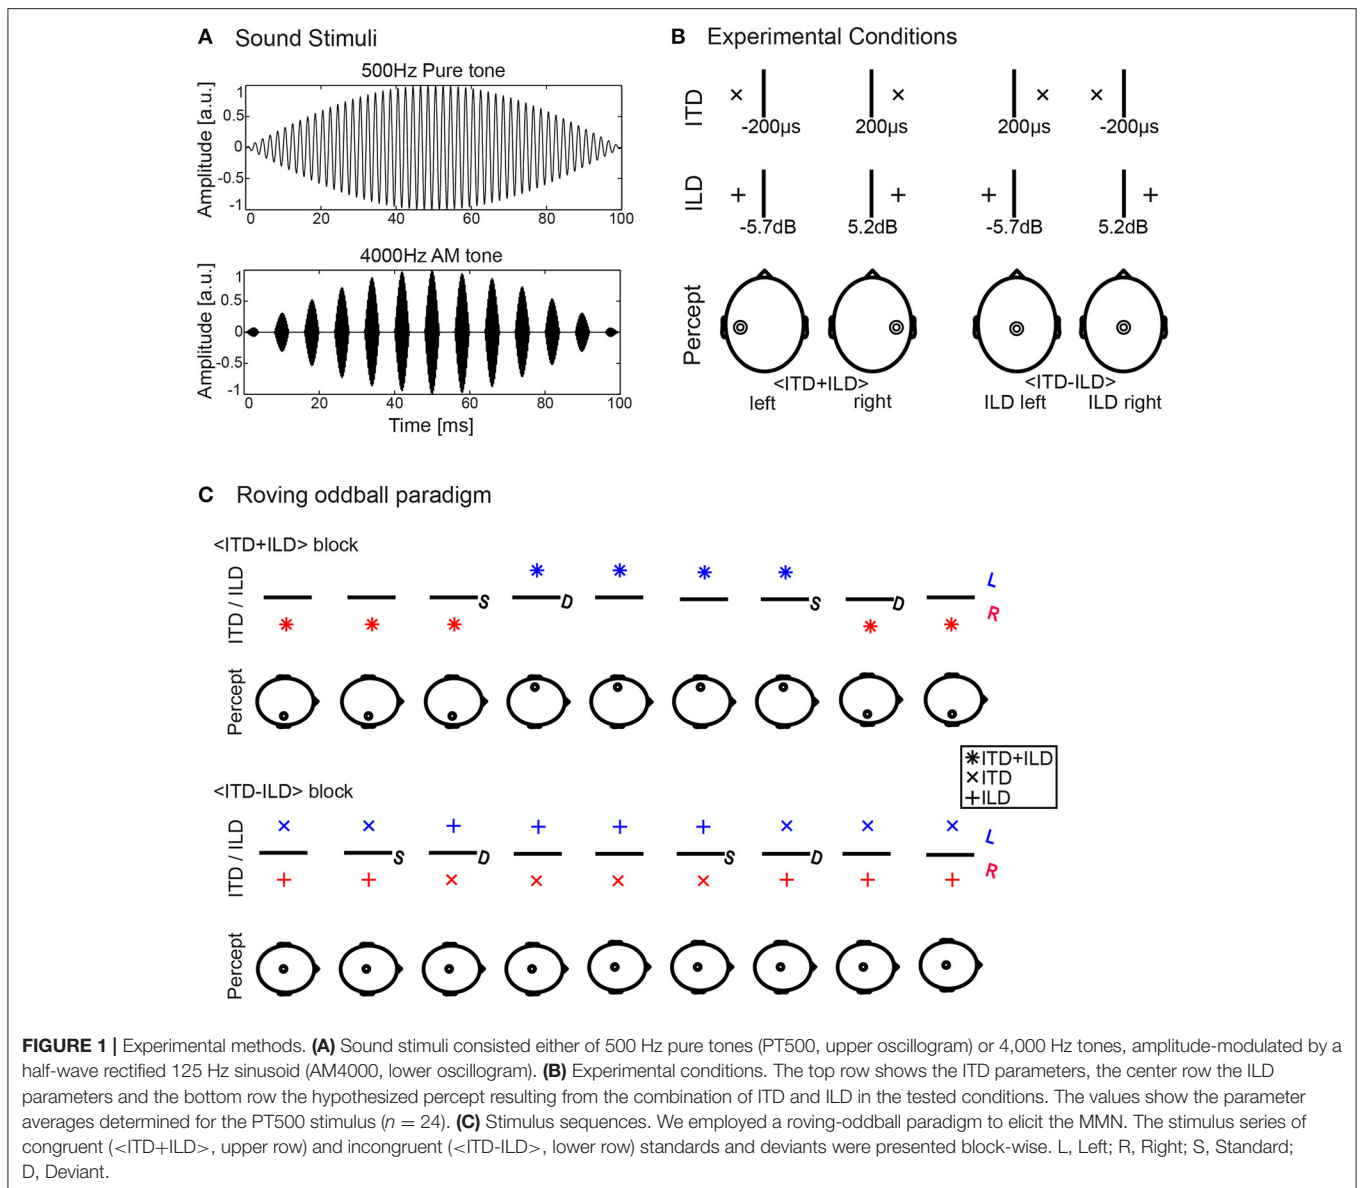 A Sound Stimuli
500Hz Pure tone
Amplitude [a.u.]
1
0.5
0
-0.5
-1
0 20 40 60 80 100
4000Hz AM tone
Amplitude [a.u.]
1
0.5
0
-0.5
-1
0 20 40 60 80 100
Time [ms]
B Experimental Conditions
ITD
-200µs 200µs 200µs -200µs
ILD
-5.7dB 5.2dB -5.7dB 5.2dB
Percept
<ITD+ILD> <ITD-ILD>
left right ILD left ILD right
C Roving oddball paradigm
<ITD+ILD> block
ITD / ILD
S D S D
L
R
Percept
ITD+ILD
ITD
ILD
<ITD-ILD> block
ITD / ILD
S D S D
L
R
Percept
FIGURE 1 | Experimental methods. (A) Sound stimuli consisted either of 500 Hz pure tones (PT500, upper oscillogram) or 4,000 Hz tones, amplitude-modulated by a
half-wave rectified 125 Hz sinusoid (AM4000, lower oscillogram). (B) Experimental conditions. The top row shows the ITD parameters, the center row the ILD
parameters and the bottom row the hypothesized percept resulting from the combination of ITD and ILD in the tested conditions. The values show the parameter
averages determined for the PT500 stimulus (n = 24). (C) Stimulus sequences. We employed a roving-oddball paradigm to elicit the MMN. The stimulus series of
congruent (<ITD+ILD>, upper row) and incongruent (<ITD-ILD>, lower row) standards and deviants were presented block-wise. L, Left; R, Right; S, Standard;
D, Deviant.